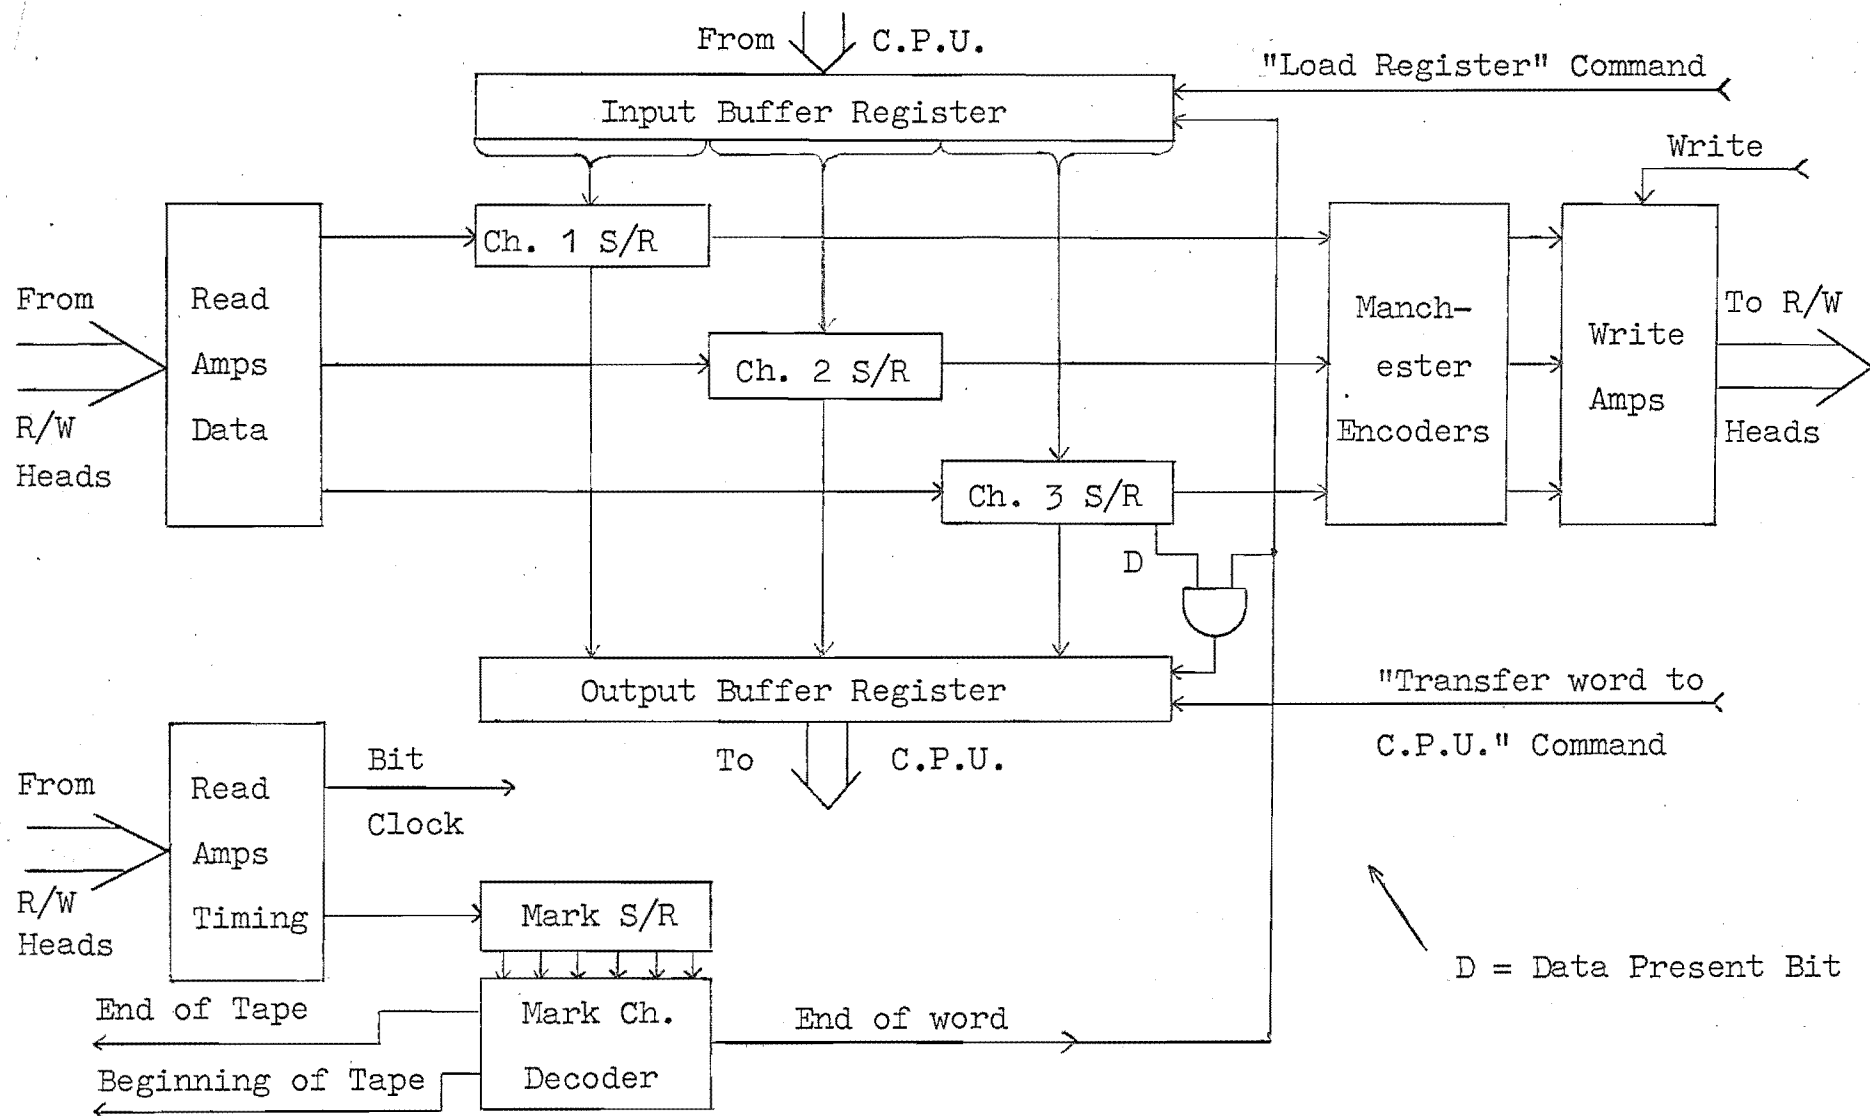 From C.P.U.
"Load Register" Command
Input Buffer Register
Write
Ch. 1 S/R
From
R/W
Heads
Read
Amps
Data
Ch. 2 S/R
Manch-
ester
Encoders
Write
Amps
To R/W
Heads
Ch. 3 S/R
D
Output Buffer Register
"Transfer word to
C.P.U." Command
To C.P.U.
From
R/W
Heads
Read
Amps
Timing
Bit
Clock
Mark S/R
D = Data Present Bit
End of Tape
Mark Ch.
Decoder
End of word
Beginning of Tape